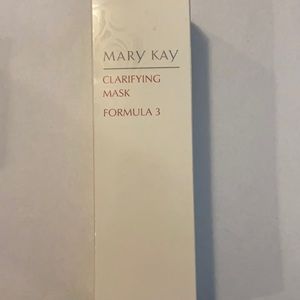 MARY KAY
CLARIFYING
MASK
FORMULA 3